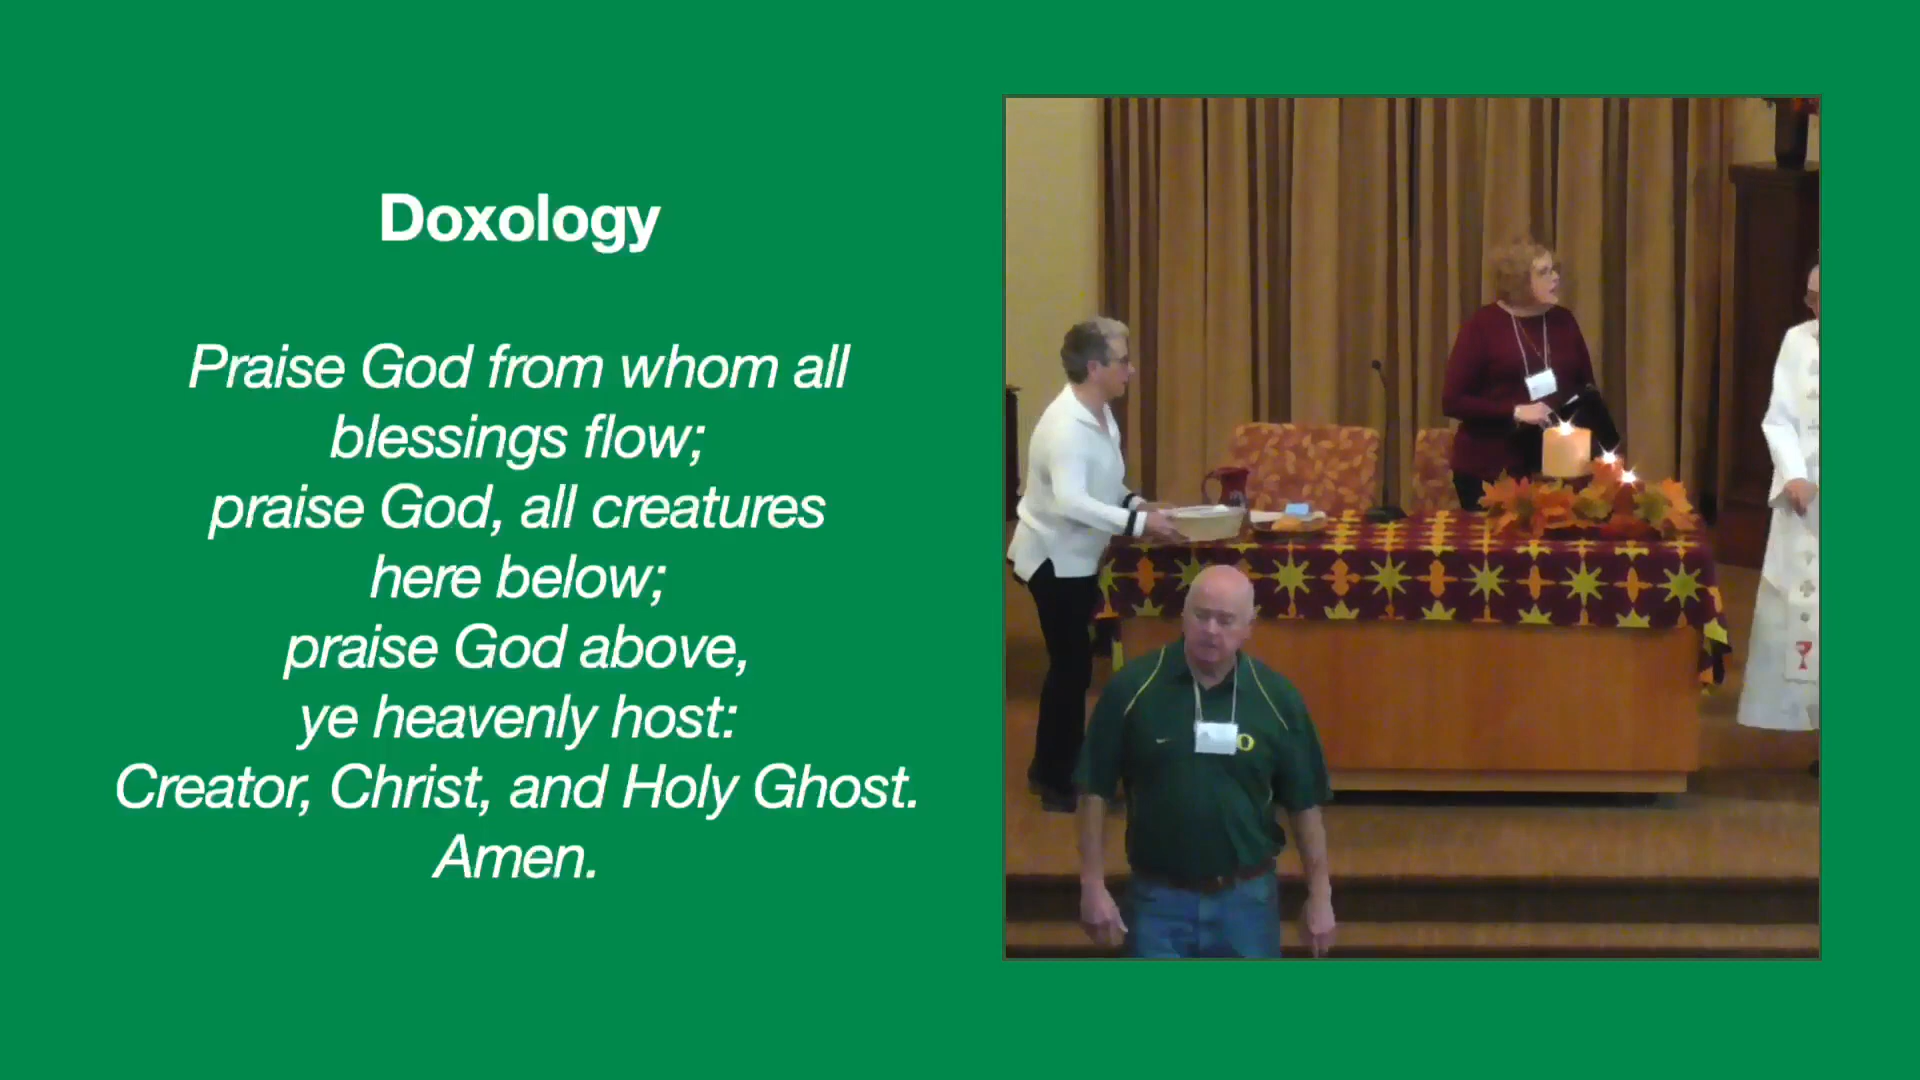 Doxology
Praise God from whom all
blessings flow;
praise God, all creatures
here below;
praise God above,
ye heavenly host:
Creator, Christ, and Holy Ghost.
Amen.
O